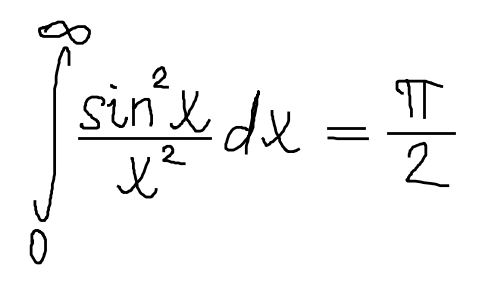 ∫₀^∞ sin²x/x² dx = π/2